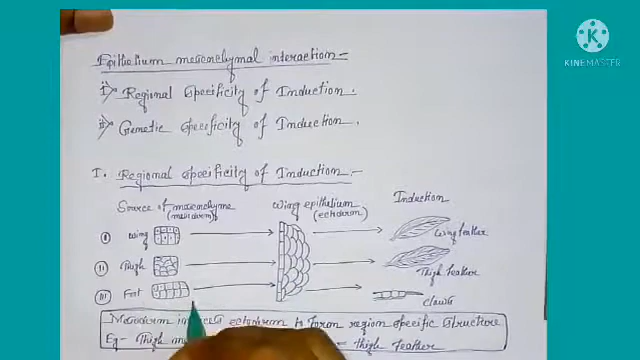 Epithelium mesenchymal interaction:-
I> Regional Specificity of Induction.
II> Genetic specificity of Induction.
I. Regional specificity of Induction:-
Source of mesenchyme (mesoderm)
Wing epithelium (ectoderm)
Induction
I Wing
Wing feather
II Thigh
Thigh feather
III Foot
claws
Mesoderm ectoderm to form region specific structure
Eg- Thigh = thigh feather
K
KINEMASTER